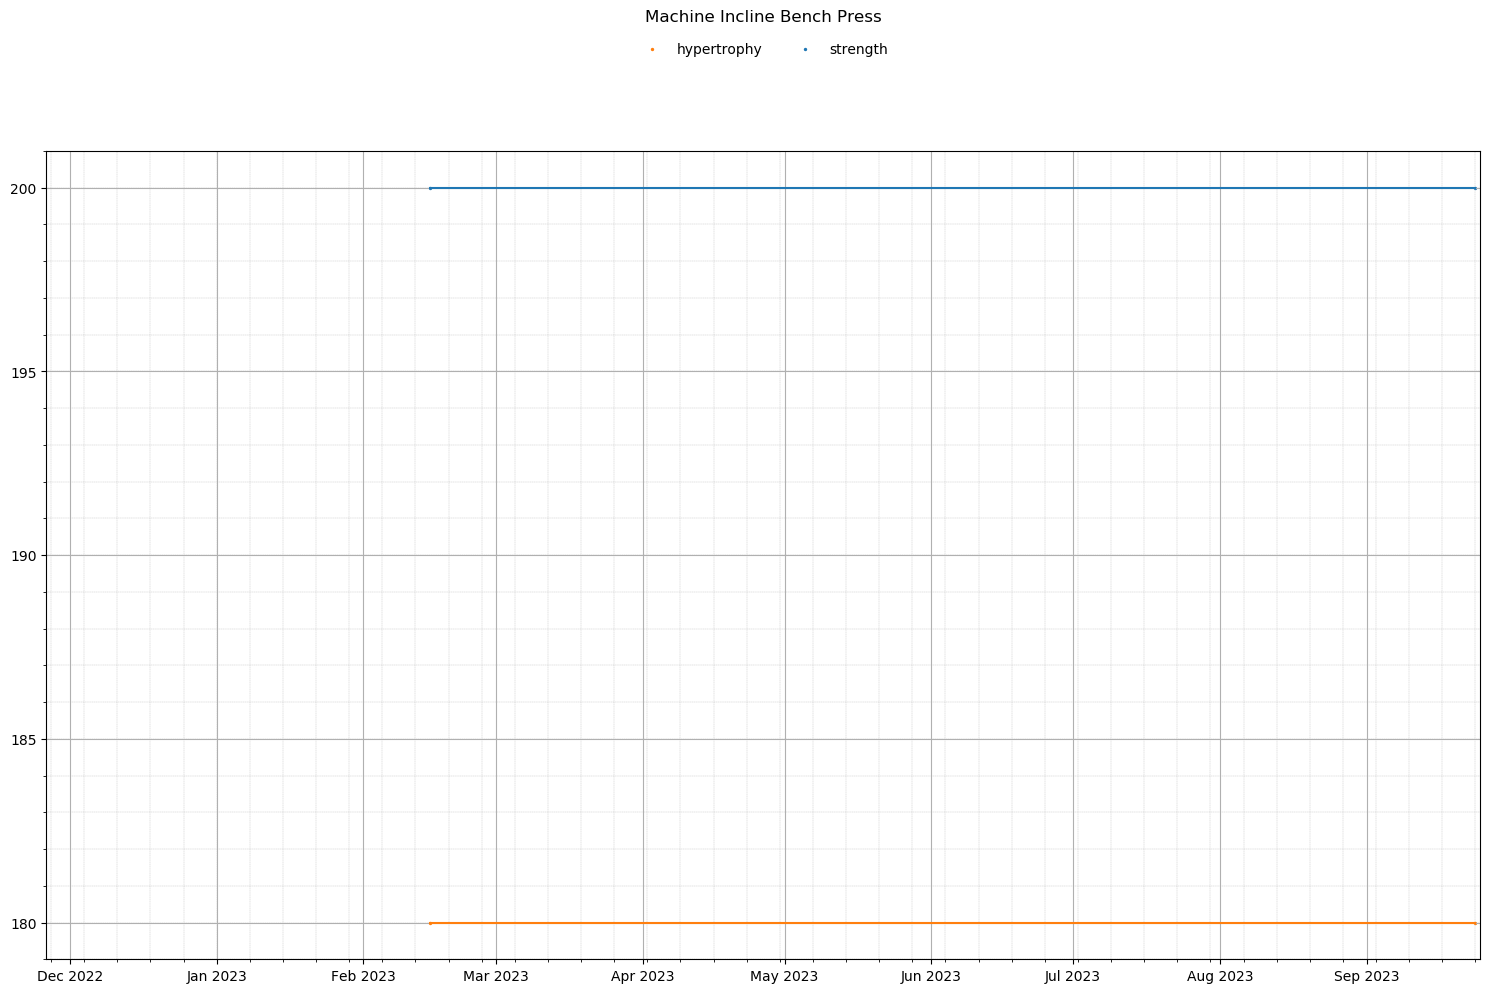 Machine Incline Bench Press
hypertrophy strength
200
195
190
185
180
Dec 2022 Jan 2023 Feb 2023 Mar 2023 Apr 2023 May 2023 Jun 2023 Jul 2023 Aug 2023 Sep 2023